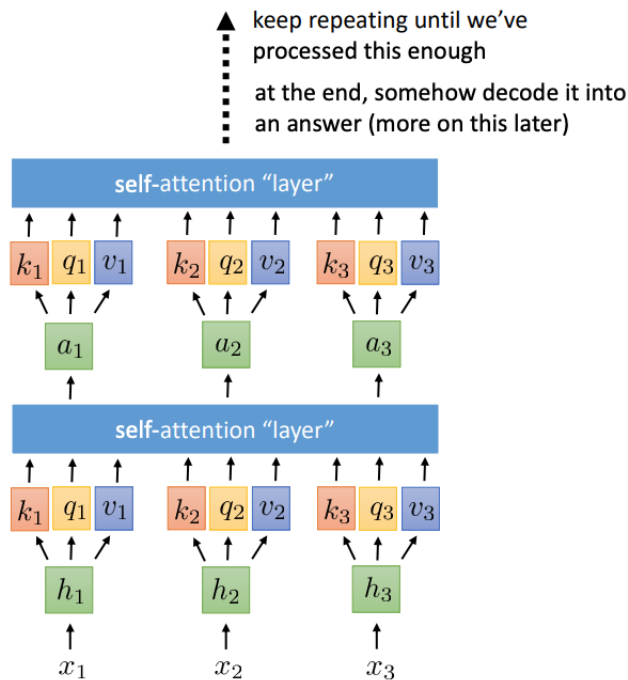 keep repeating until we’ve
processed this enough
at the end, somehow decode it into
an answer (more on this later)
self-attention “layer”
k₁ q₁ v₁ k₂ q₂ v₂ k₃ q₃ v₃
a₁ a₂ a₃
self-attention “layer”
k₁ q₁ v₁ k₂ q₂ v₂ k₃ q₃ v₃
h₁ h₂ h₃
x₁ x₂ x₃